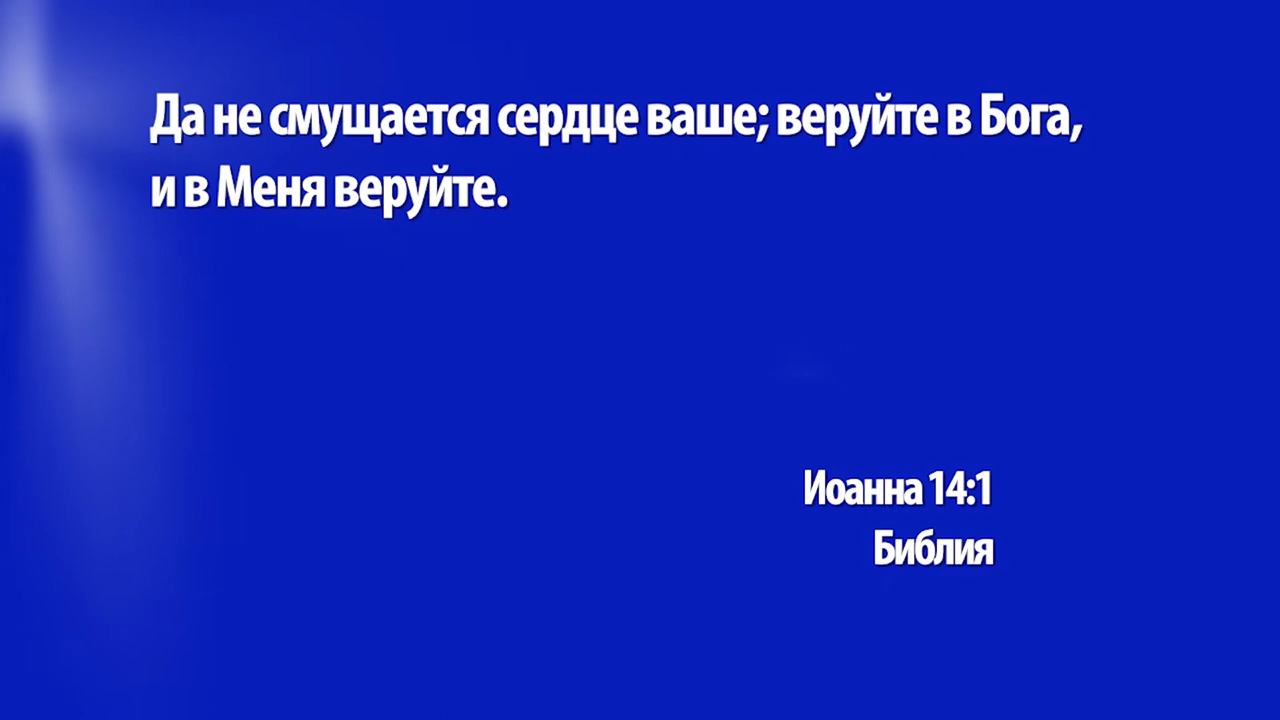 Да не смущается сердце ваше; веруйте в Бога,
и в Меня веруйте.
Иоанна 14:1
Библия